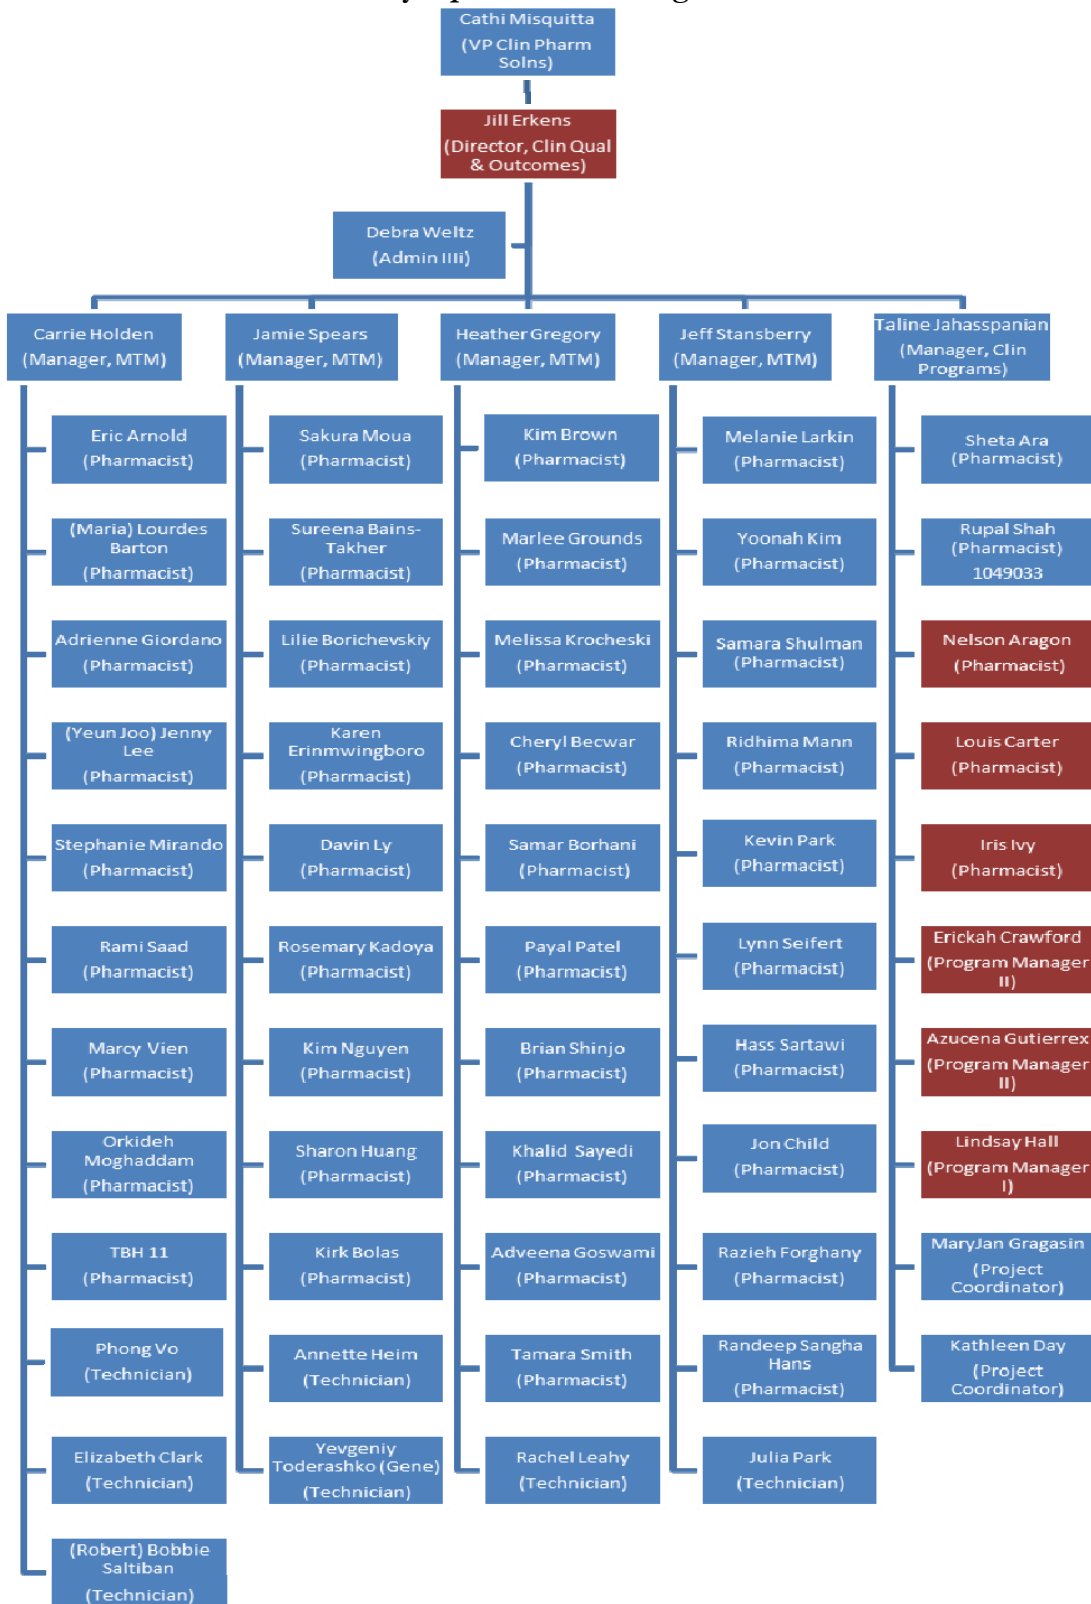 Cathi Misquitta
(VP Clin Pharm
Solns)
Jill Erkens
(Director, Clin Qual
& Outcomes)
Debra Weltz
(Admin IIIi)
Carrie Holden
(Manager, MTM)
Jamie Spears
(Manager, MTM)
Heather Gregory
(Manager, MTM)
Jeff Stansberry
(Manager, MTM)
Taline Jahasspanian
(Manager, Clin
Programs)
Eric Arnold
(Pharmacist)
(Maria) Lourdes
Barton
(Pharmacist)
Adrienne Giordano
(Pharmacist)
(Yeun Joo) Jenny
Lee
(Pharmacist)
Stephanie Mirando
(Pharmacist)
Rami Saad
(Pharmacist)
Marcy Vien
(Pharmacist)
Orkideh
Moghaddam
(Pharmacist)
TBH 11
(Pharmacist)
Phong Vo
(Technician)
Elizabeth Clark
(Technician)
(Robert) Bobbie
Saltiban
(Technician)
Sakura Moua
(Pharmacist)
Sureena Bains-
Takher
(Pharmacist)
Lilie Borichevskiy
(Pharmacist)
Karen
Erinmwingboro
(Pharmacist)
Davin Ly
(Pharmacist)
Rosemary Kadoya
(Pharmacist)
Kim Nguyen
(Pharmacist)
Sharon Huang
(Pharmacist)
Kirk Bolas
(Pharmacist)
Annette Heim
(Technician)
Yevgeniy
Toderashko (Gene)
(Technician)
Kim Brown
(Pharmacist)
Marlee Grounds
(Pharmacist)
Melissa Krocheski
(Pharmacist)
Cheryl Becwar
(Pharmacist)
Samar Borhani
(Pharmacist)
Payal Patel
(Pharmacist)
Brian Shinjo
(Pharmacist)
Khalid Sayedi
(Pharmacist)
Adveena Goswami
(Pharmacist)
Tamara Smith
(Pharmacist)
Rachel Leahy
(Technician)
Melanie Larkin
(Pharmacist)
Yoonah Kim
(Pharmacist)
Samara Shulman
(Pharmacist)
Ridhima Mann
(Pharmacist)
Kevin Park
(Pharmacist)
Lynn Seifert
(Pharmacist)
Hass Sartawi
(Pharmacist)
Jon Child
(Pharmacist)
Razieh Forghany
(Pharmacist)
Randeep Sangha
Hans
(Pharmacist)
Julia Park
(Technician)
Sheta Ara
(Pharmacist)
Rupal Shah
(Pharmacist)
1049033
Nelson Aragon
(Pharmacist)
Louis Carter
(Pharmacist)
Iris Ivy
(Pharmacist)
Erickah Crawford
(Program Manager
II)
Azucena Gutierrex
(Program Manager
II)
Lindsay Hall
(Program Manager
I)
MaryJan Gragasin
(Project
Coordinator)
Kathleen Day
(Project
Coordinator)